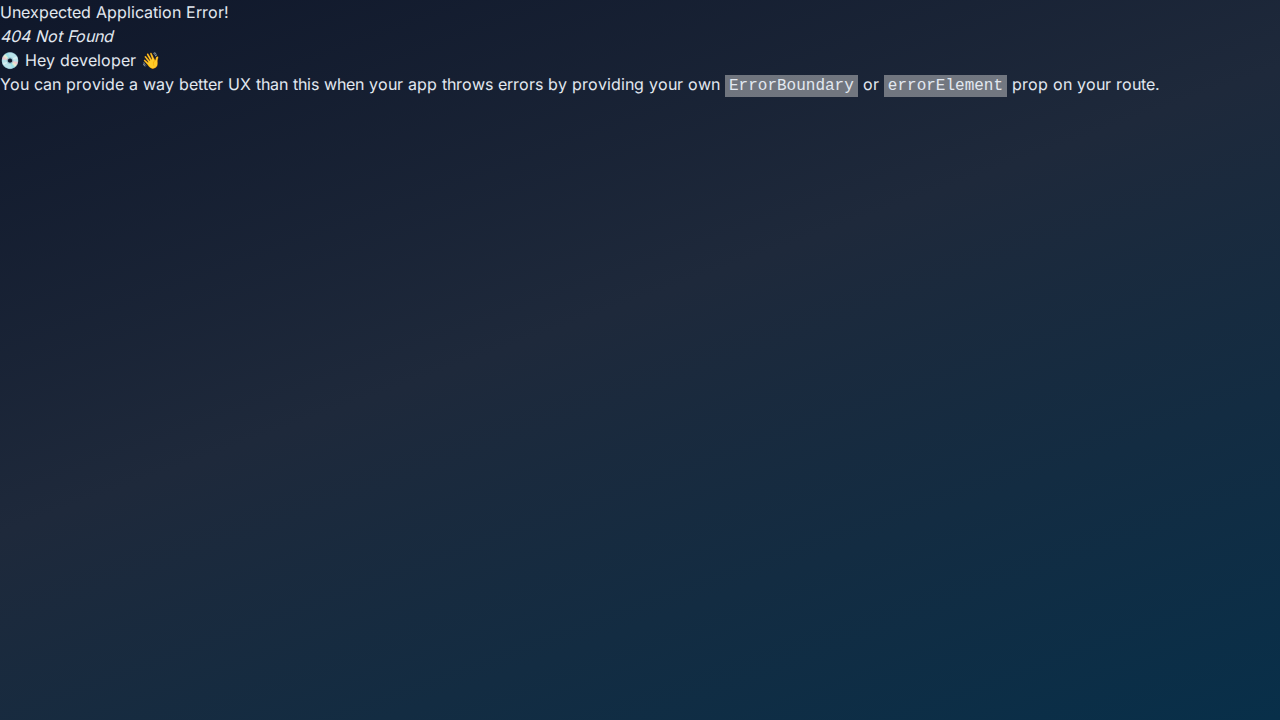 Unexpected Application Error!
404 Not Found
💿 Hey developer 👋
You can provide a way better UX than this when your app throws errors by providing your own ErrorBoundary or errorElement prop on your route.